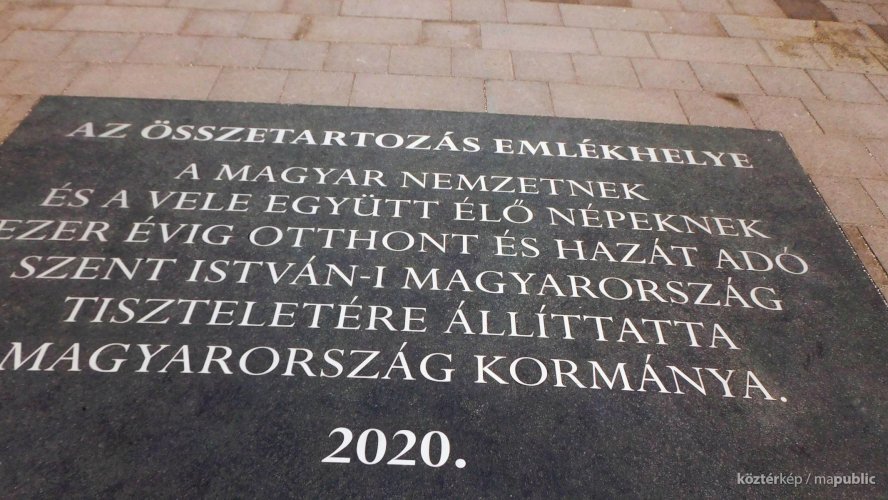 AZ ÖSSZETARTOZÁS EMLÉKHELYE
A MAGYAR NEMZETNEK
ÉS A VELE EGYÜTT ÉLŐ NÉPEKNEK
EZER ÉVIG OTTHONT ÉS HAZÁT ADÓ
SZENT ISTVÁN-I MAGYARORSZÁG
TISZTELETÉRE ÁLLÍTTATTA
MAGYARORSZÁG KORMÁNYA.
2020.
köztérkép / mapublic